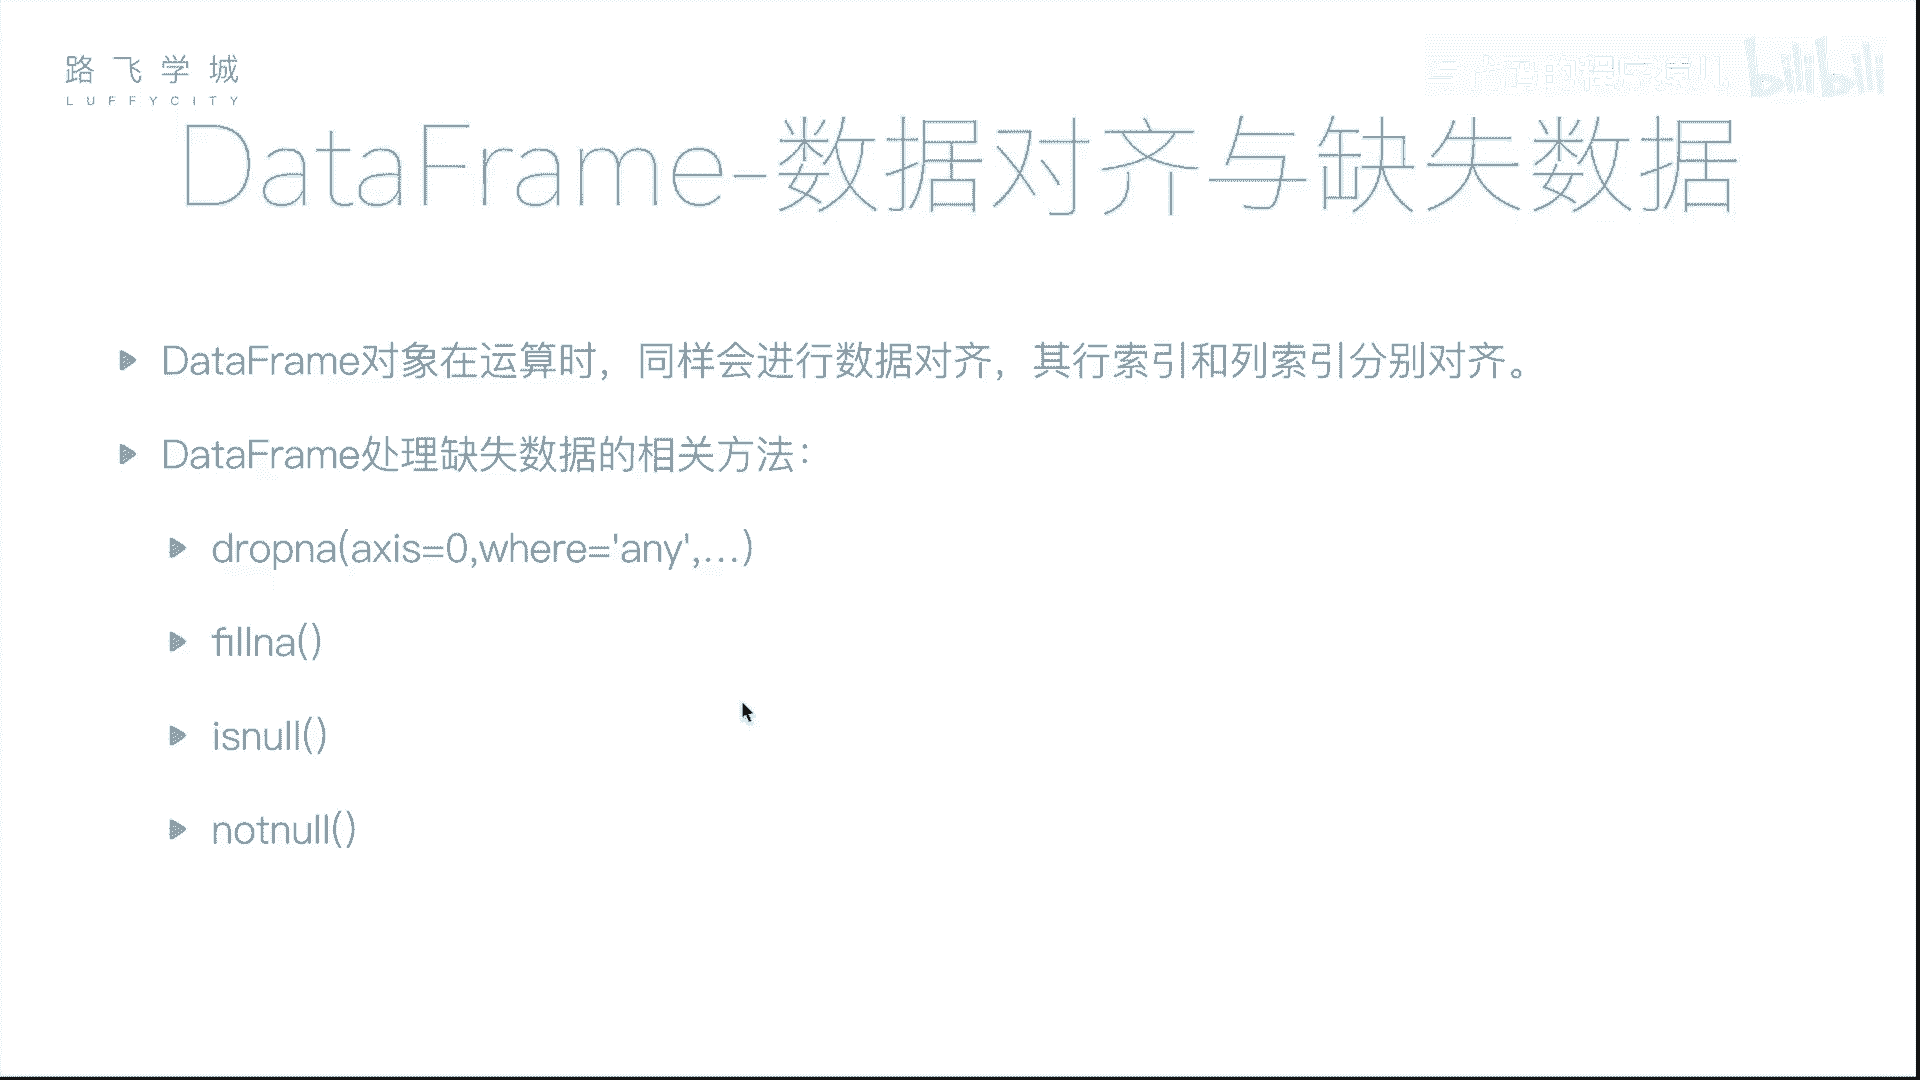 路飞学城
LUFFYCITY
bilibili
DataFrame-数据对齐与缺失数据
DataFrame对象在运算时，同样会进行数据对齐，其行索引和列索引分别对齐。
DataFrame处理缺失数据的相关方法：
dropna(axis=0,where='any',…)
fillna()
isnull()
notnull()